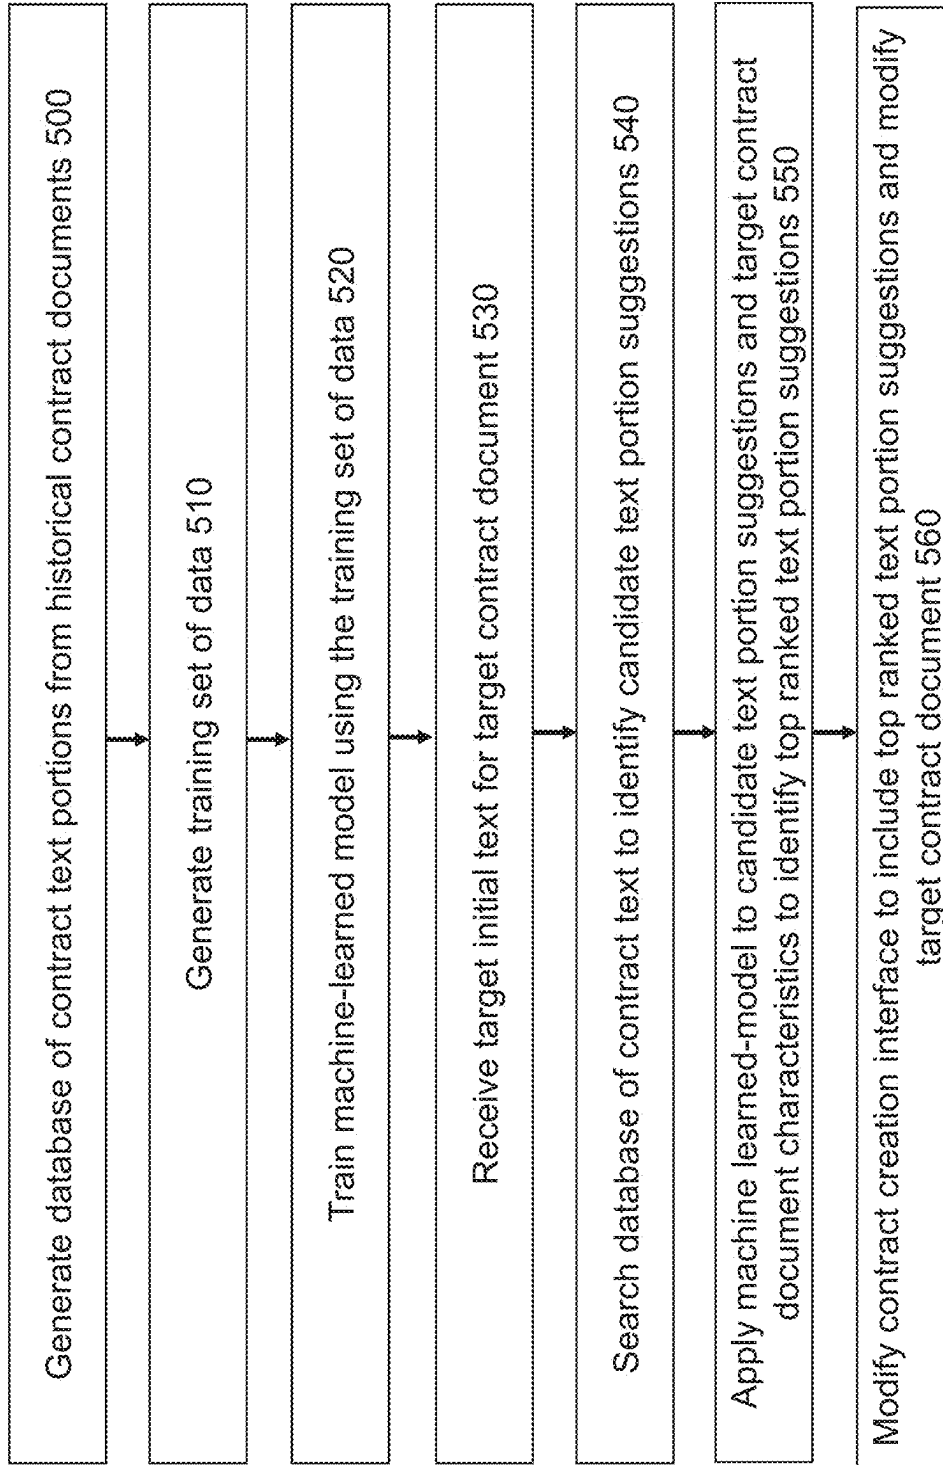 Generate database of contract text portions from historical contract documents 500
Generate training set of data 510
Train machine-learned model using the training set of data 520
Receive target initial text for target contract document 530
Search database of contract text to identify candidate text portion suggestions 540
Apply machine learned-model to candidate text portion suggestions and target contract
document characteristics to identify top ranked text portion suggestions 550
Modify contract creation interface to include top ranked text portion suggestions and modify
target contract document 560